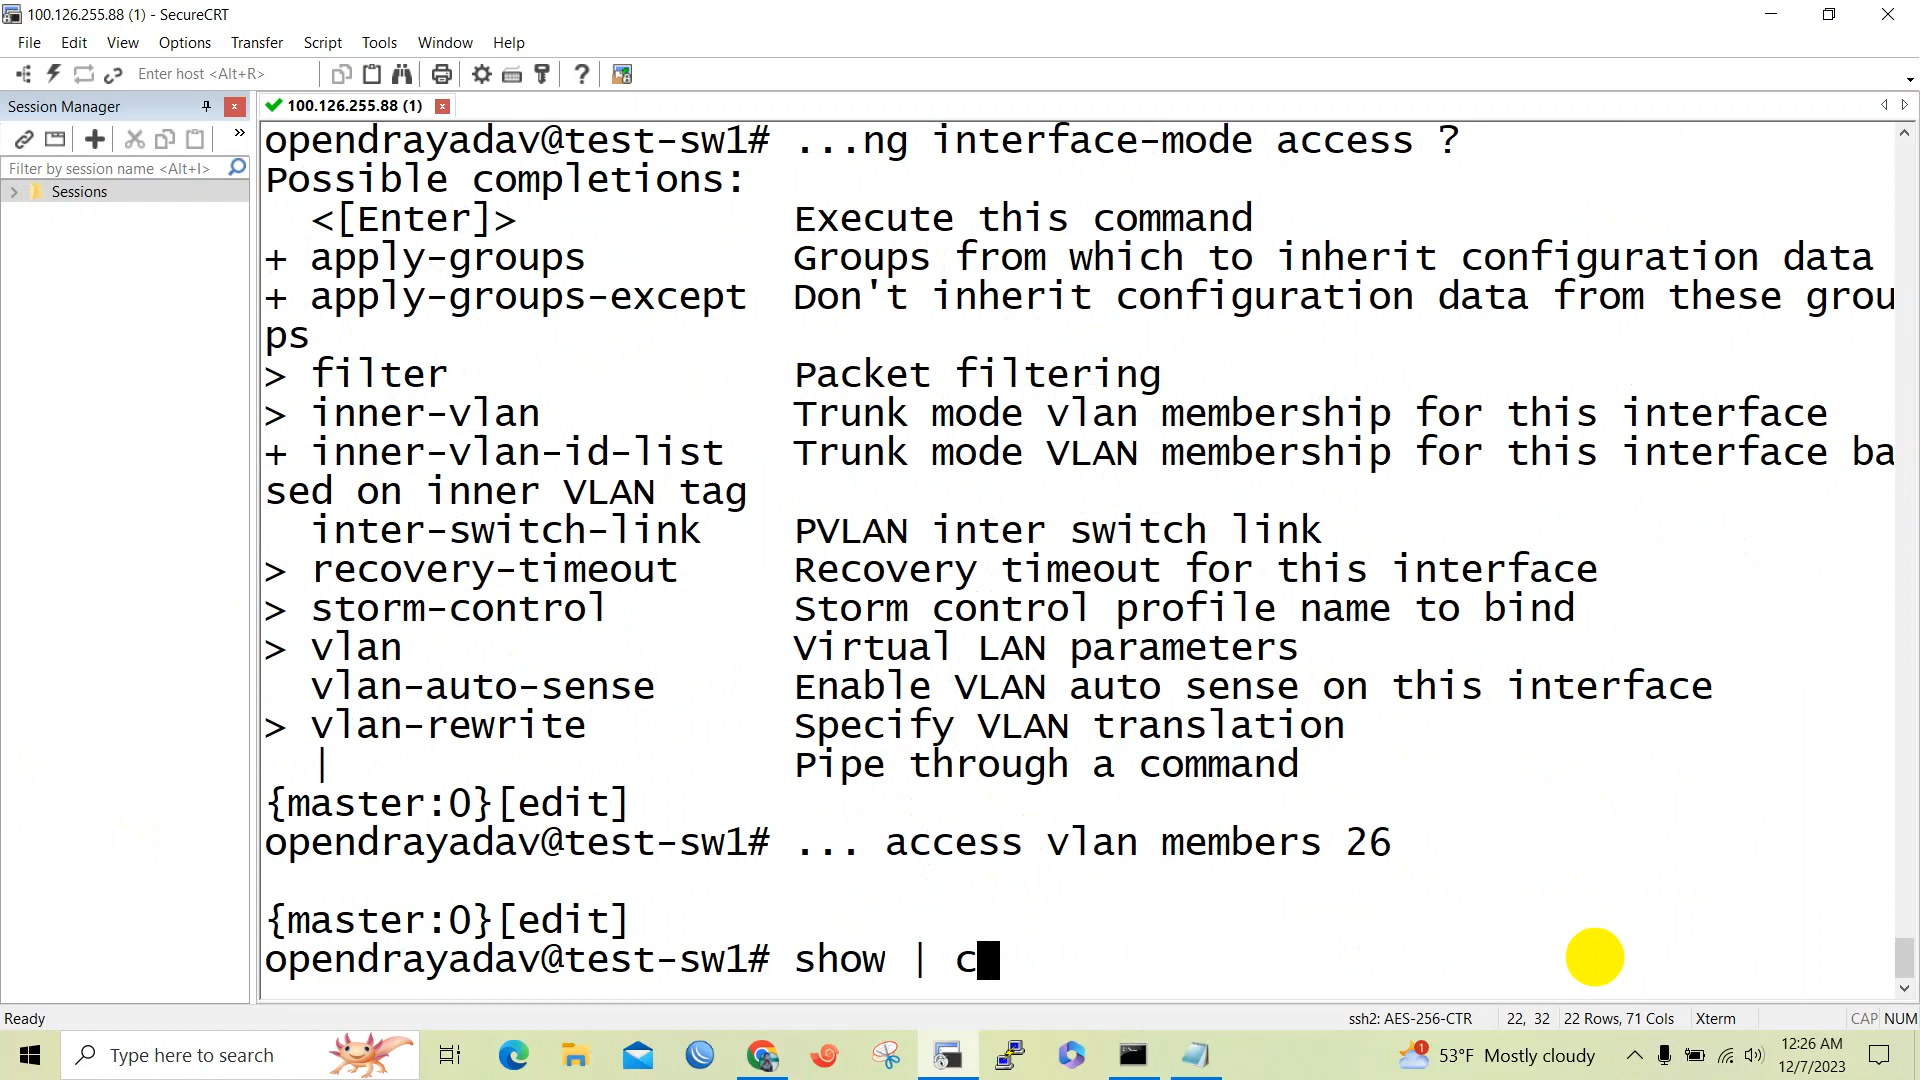 100.126.255.88 (1) - SecureCRT
File Edit View Options Transfer Script Tools Window Help
Enter host <Alt+R>
Session Manager
100.126.255.88 (1)
Filter by session name <Alt+I>
Sessions
opendrayadav@test-sw1# ...ng interface-mode access ?
Possible completions:
<[Enter]> Execute this command
+ apply-groups Groups from which to inherit configuration data
+ apply-groups-except Don't inherit configuration data from these grou
ps
> filter Packet filtering
> inner-vlan Trunk mode vlan membership for this interface
+ inner-vlan-id-list Trunk mode VLAN membership for this interface ba
sed on inner VLAN tag
inter-switch-link PVLAN inter switch link
> recovery-timeout Recovery timeout for this interface
> storm-control Storm control profile name to bind
> vlan Virtual LAN parameters
vlan-auto-sense Enable VLAN auto sense on this interface
> vlan-rewrite Specify VLAN translation
| Pipe through a command
{master:0}[edit]
opendrayadav@test-sw1# ... access vlan members 26
{master:0}[edit]
opendrayadav@test-sw1# show | c
Ready ssh2: AES-256-CTR 22, 32 22 Rows, 71 Cols Xterm CAP NUM
Type here to search 1 53°F Mostly cloudy 12:26 AM
12/7/2023